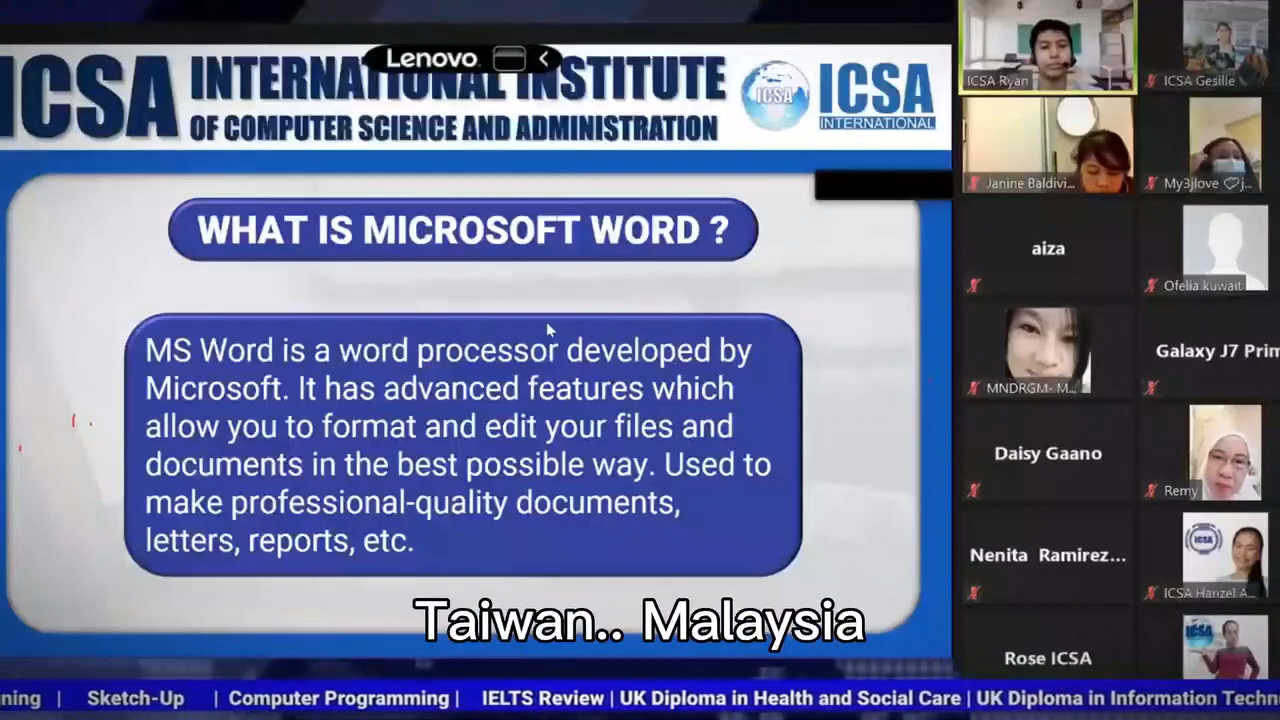 Lenovo
ICSA INTERNATIONAL INSTITUTE
OF COMPUTER SCIENCE AND ADMINISTRATION
ICSA
ICSA
INTERNATIONAL
WHAT IS MICROSOFT WORD ?
MS Word is a word processor developed by
Microsoft. It has advanced features which
allow you to format and edit your files and
documents in the best possible way. Used to
make professional-quality documents,
letters, reports, etc.
Taiwan.. Malaysia
ICSA Ryan
ICSA Gesille
Janine Baldivi...
My3jlove ♡j...
aiza
Ofelia kuwait
MNDRGM- M...
Galaxy J7 Prim
Daisy Gaano
Remy
Nenita Ramirez...
ICSA
ICSA Hanzel A...
Rose ICSA
ICSA
ning | Sketch-Up | Computer Programming | IELTS Review | UK Diploma in Health and Social Care | UK Diploma in Information Techn